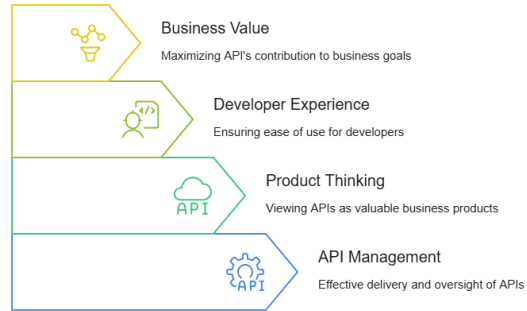 Business Value
Maximizing API's contribution to business goals
Developer Experience
Ensuring ease of use for developers
Product Thinking
Viewing APIs as valuable business products
API
API Management
Effective delivery and oversight of APIs
API